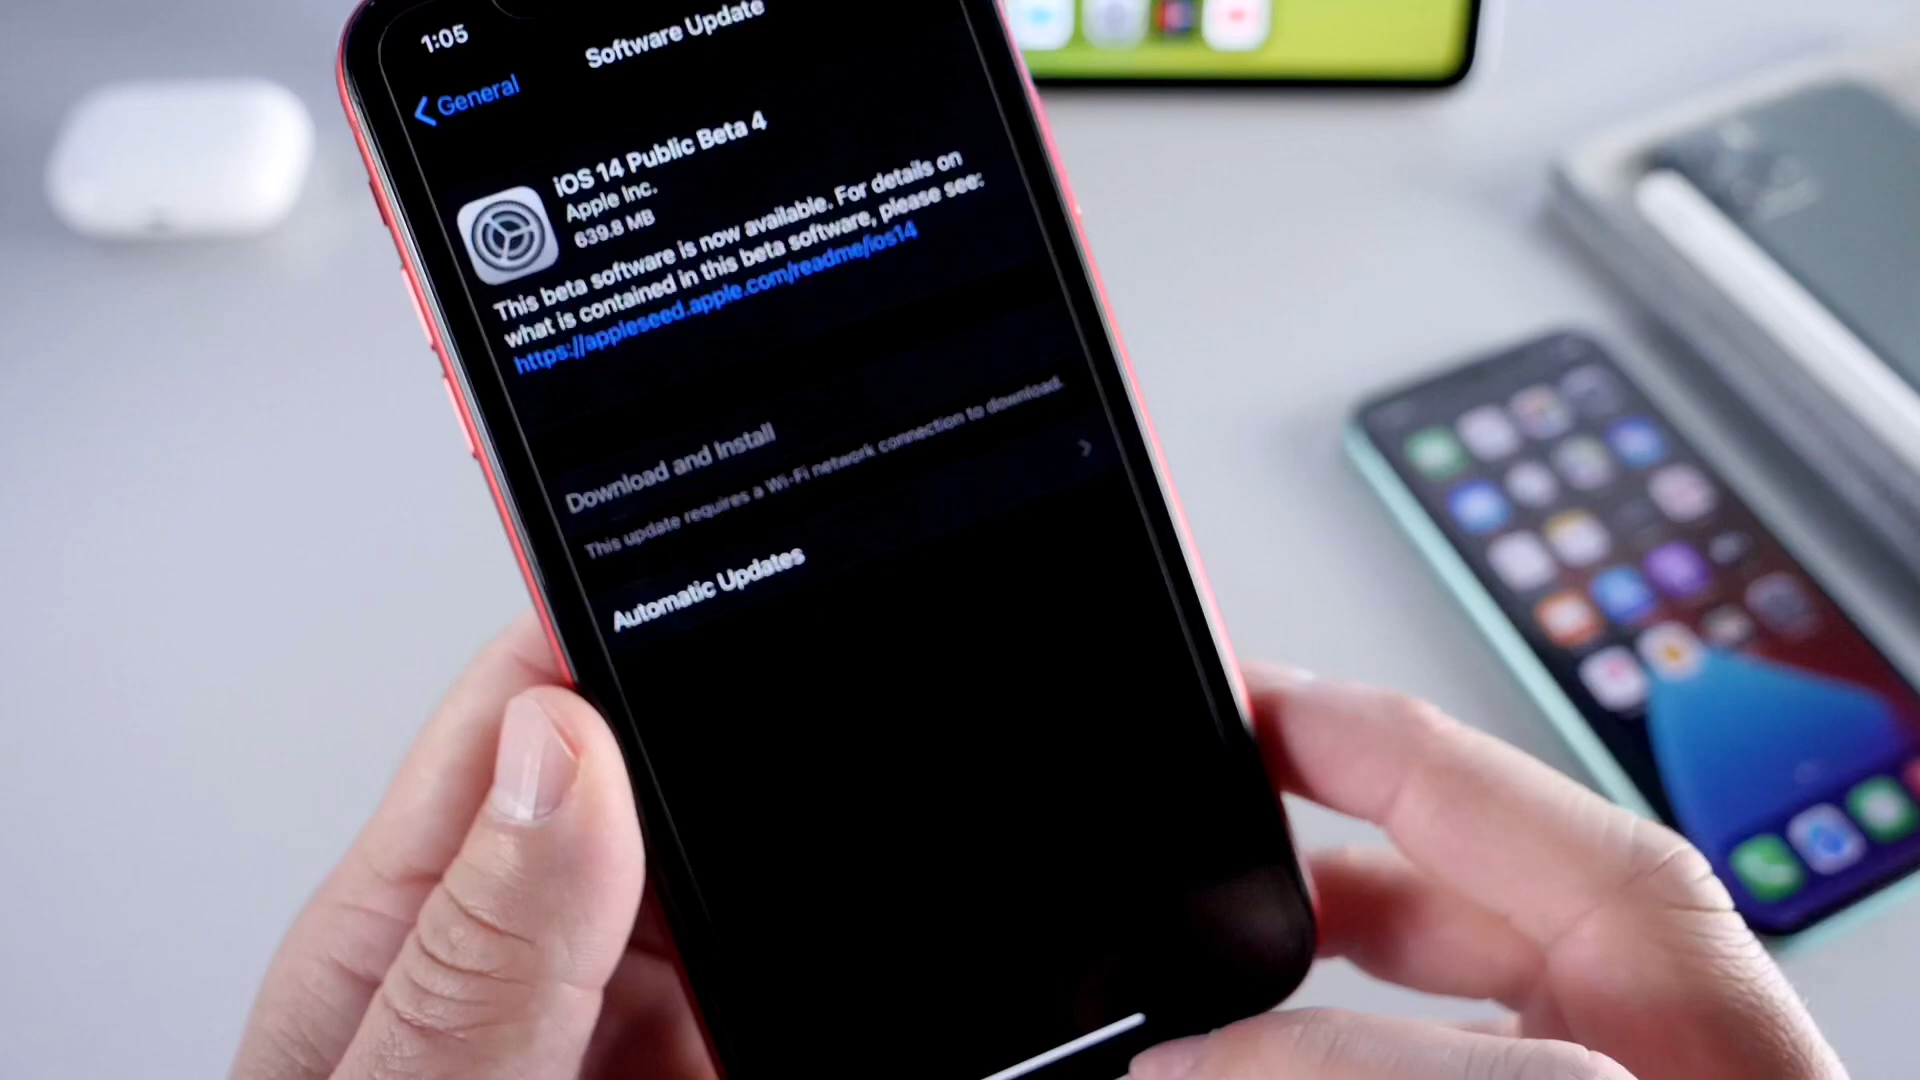 1:05
Software Update
General
iOS 14 Public Beta 4
Apple Inc.
639.8 MB
This beta software is now available. For details on
what is contained in this beta software, please see:
https://appleseed.apple.com/readme/ios14
Download and Install
This update requires a Wi-Fi network connection to download.
Automatic Updates